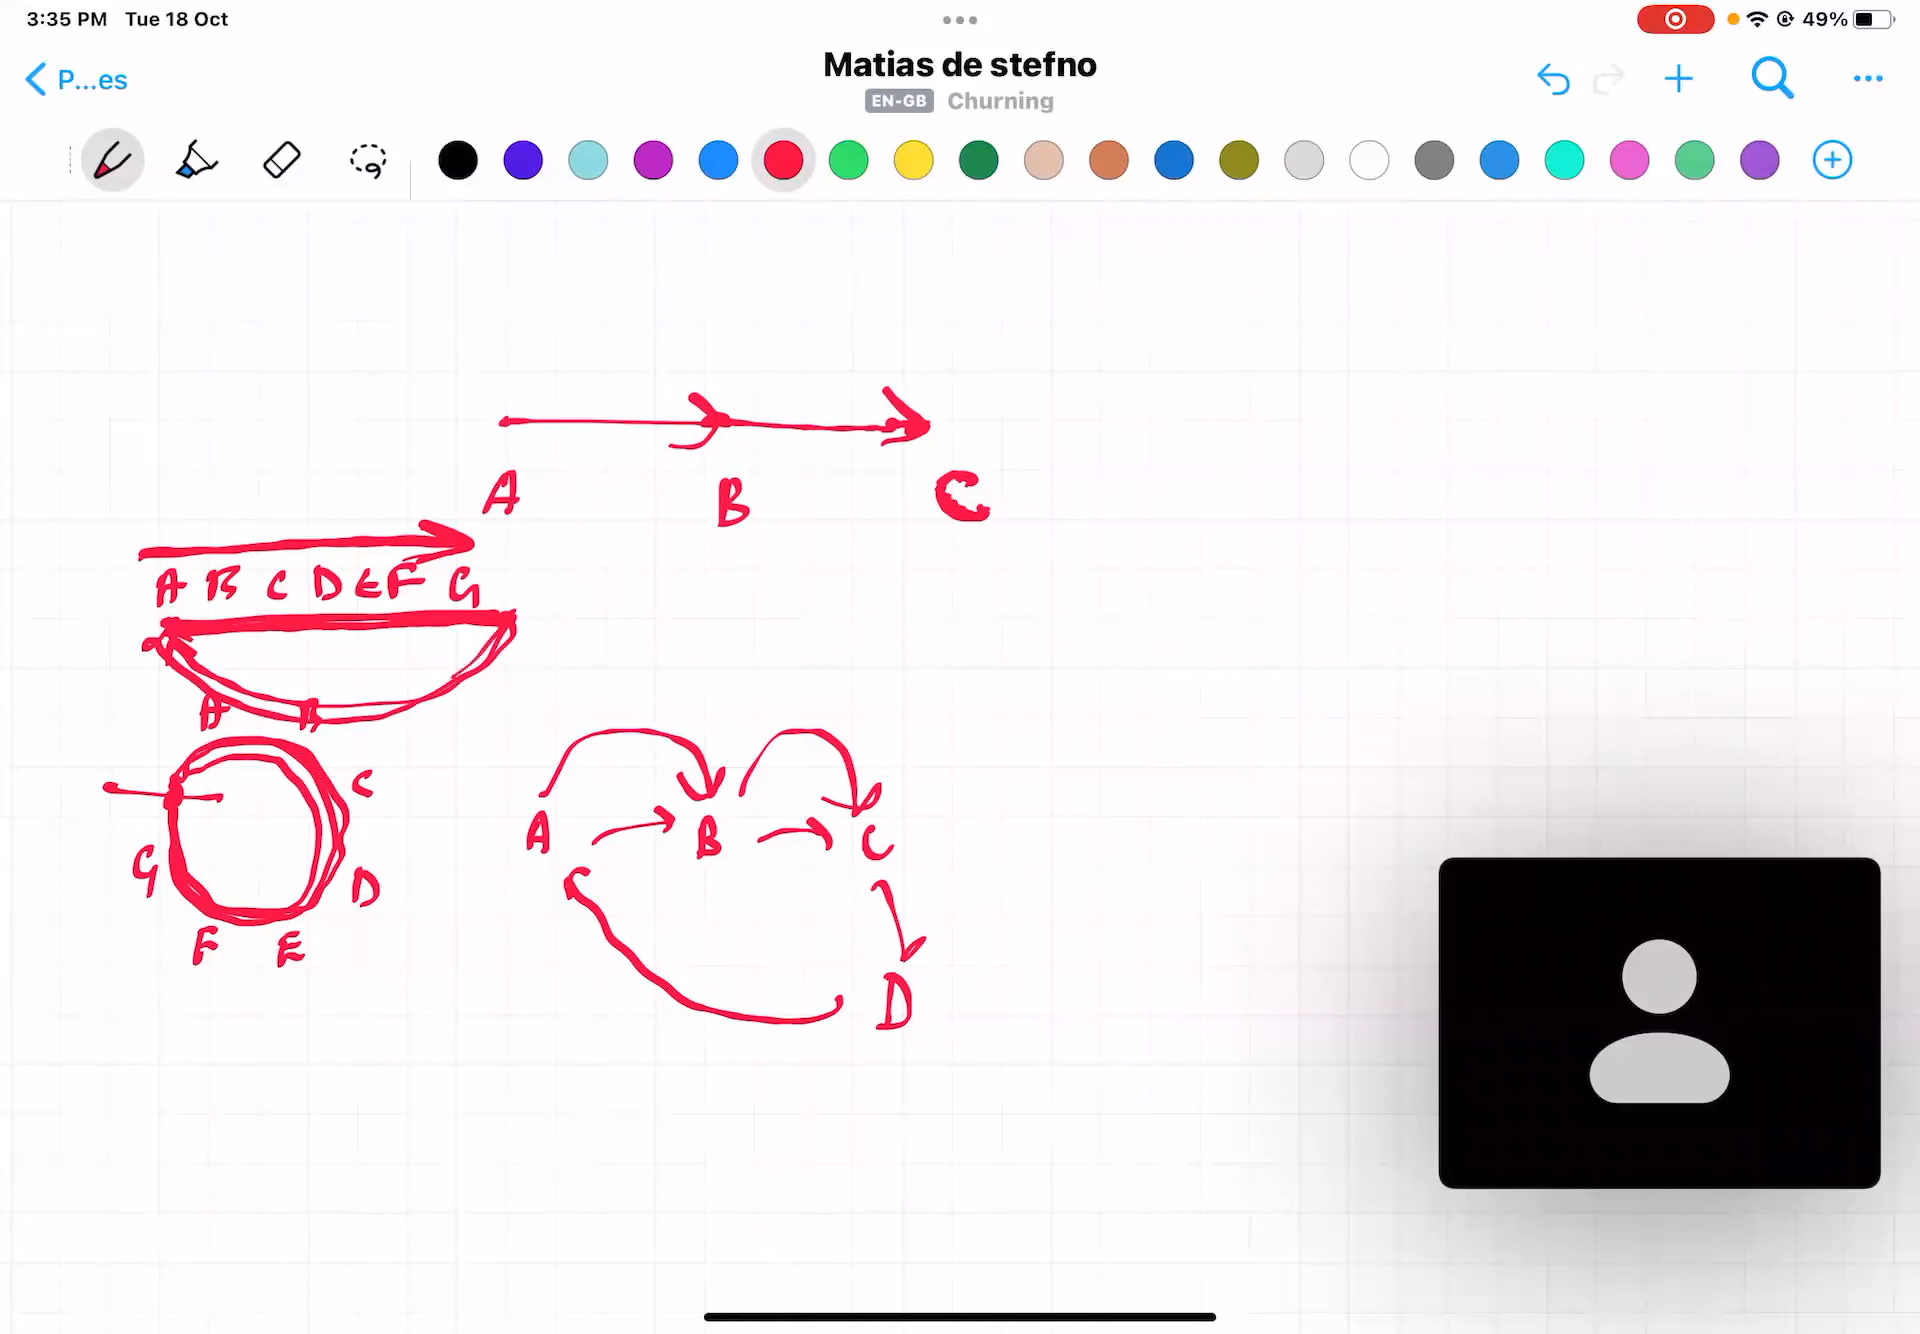 3:35 PM Tue 18 Oct
49%
P...es
Matias de stefno
EN-GB Churning
A B C
A B C D E F G
A B
C
G
D
F E
A B C
D